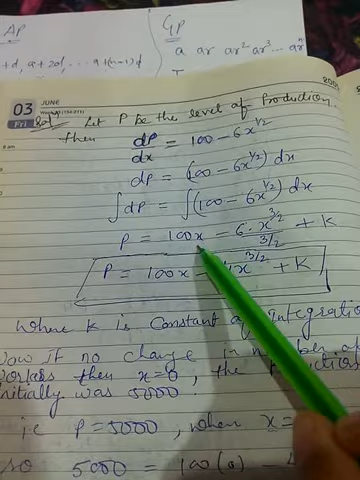 AP
GP
+ d, a + 2d, ... a + (n-1)d
a ar ar² ar³ ... arⁿ
03 JUNE
Fri
Solⁿ Let P be the level of Production
then dP/dx = 100 - 6x^1/2
dP = (100 - 6x^1/2) dx
∫dP = ∫(100 - 6x^1/2) dx
P = 100x - 6·x^3/2 / 3/2 + K
P = 100x - 4x^3/2 + K
Where K is Constant of integration
Now if no change in number of
workers then x=0, the Production
initially was 5000.
ie P=5000, when x=
so 5000 = 100(0) - 4